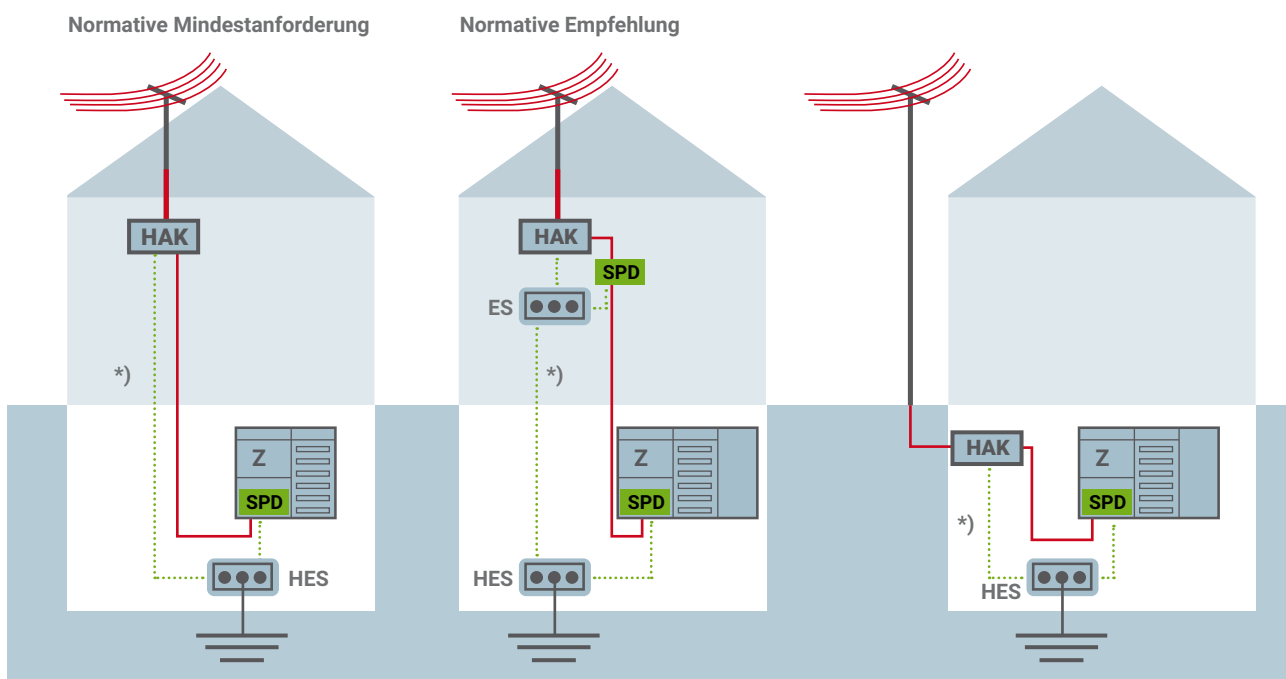 Normative Mindestanforderung
Normative Empfehlung
HAK
*)
Z
SPD
HES
HAK
SPD
ES
*)
Z
SPD
HES
HAK
Z
SPD
*)
HES